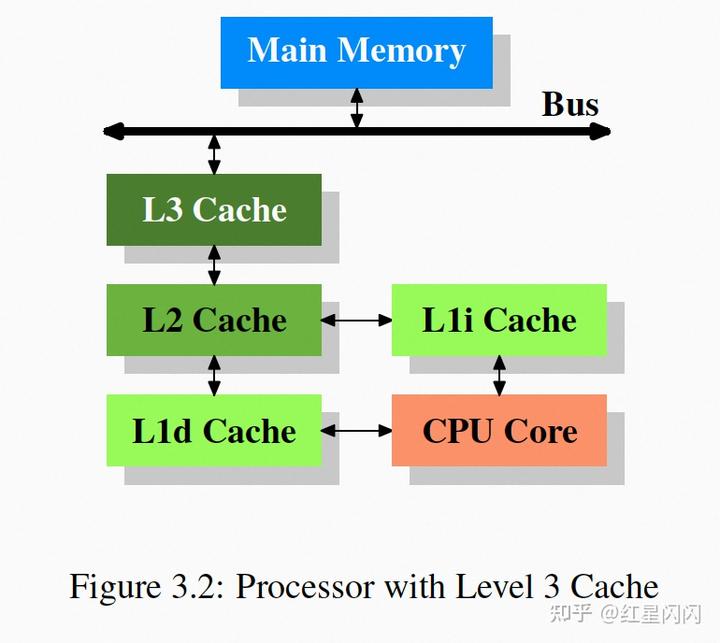 Main Memory
Bus
L3 Cache
L2 Cache
L1i Cache
L1d Cache
CPU Core
Figure 3.2: Processor with Level 3 Cache
知乎 @红星闪闪